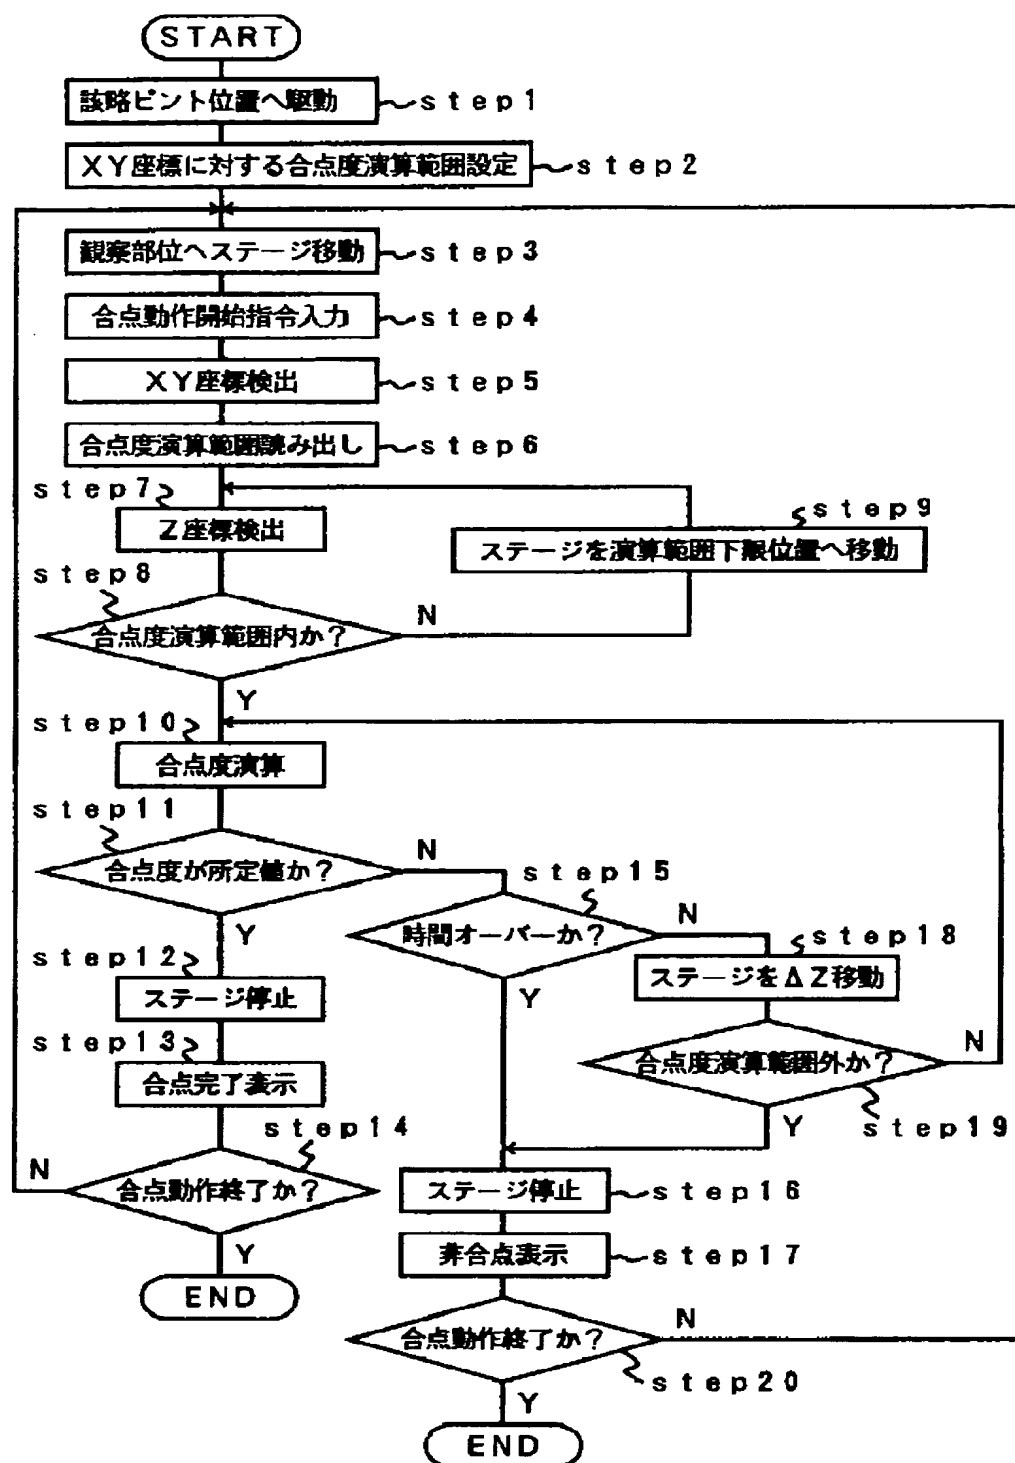 START
該略ピント位置へ駆動
step1
XY座標に対する合点度演算範囲設定
step2
観察部位へステージ移動
step3
合点動作開始指令入力
step4
XY座標検出
step5
合点度演算範囲読み出し
step6
step7
Z座標検出
step9
ステージを演算範囲下限位置へ移動
step8
合点度演算範囲内か?
N
Y
step10
合点度演算
step11
合点度が所定値か?
N
Y
step15
時間オーバーか?
N
Y
step18
ステージをΔZ移動
step12
ステージ停止
step13
合点完了表示
合点度演算範囲外か?
N
Y
step19
step14
合点動作終了か?
N
Y
END
ステージ停止
step16
非合点表示
step17
合点動作終了か?
N
step20
Y
END